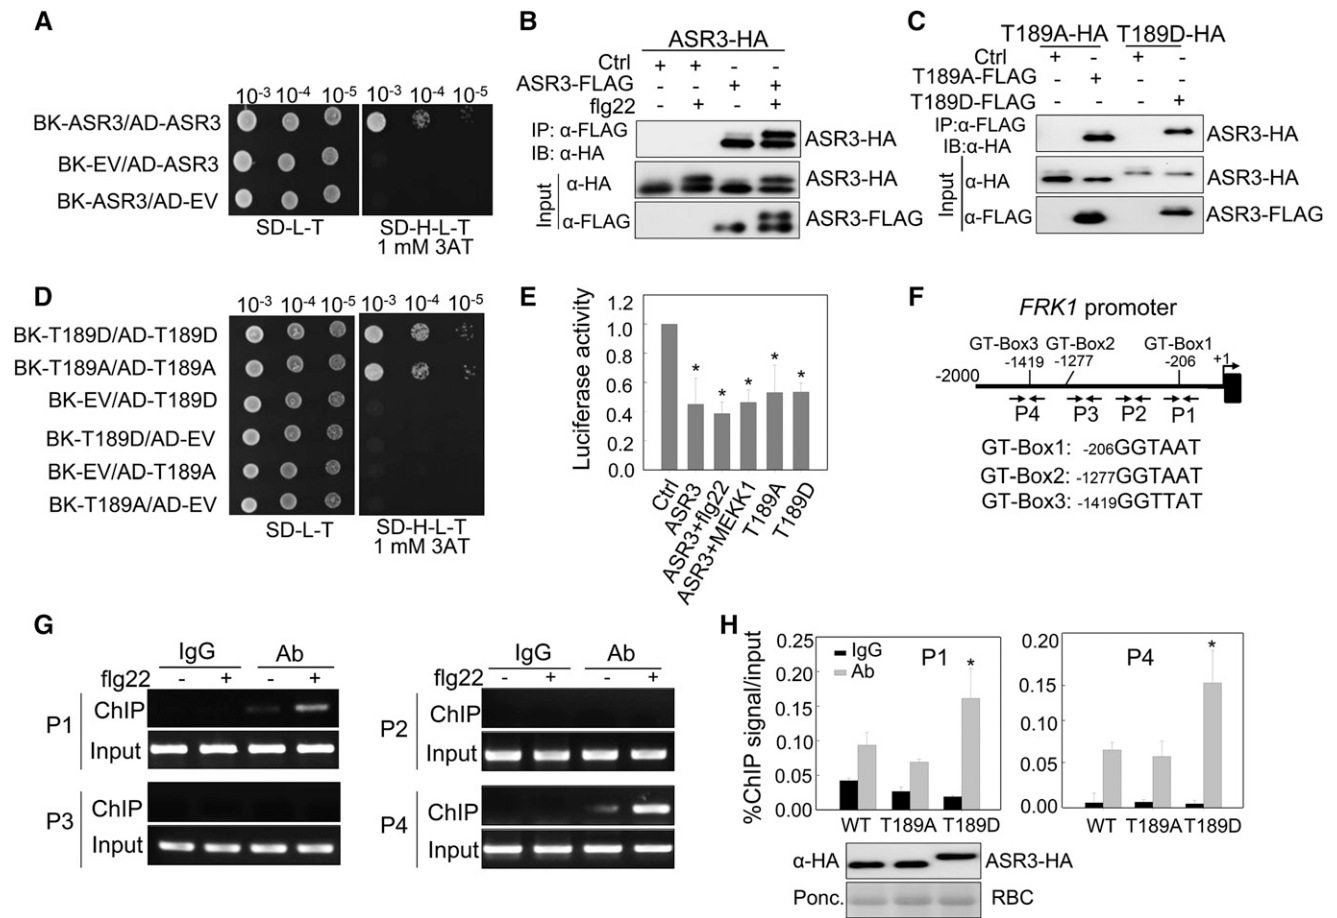 A
10-3 10-4 10-5 10-3 10-4 10-5
BK-ASR3/AD-ASR3
BK-EV/AD-ASR3
BK-ASR3/AD-EV
SD-L-T
SD-H-L-T
1 mM 3AT
B
ASR3-HA
Ctrl + + - -
ASR3-FLAG - - + +
flg22 - + - +
IP: α-FLAG
IB: α-HA
ASR3-HA
Input
α-HA
ASR3-HA
α-FLAG
ASR3-FLAG
C
T189A-HA T189D-HA
Ctrl + - + -
T189A-FLAG - +
T189D-FLAG - +
IP:α-FLAG
IB:α-HA
ASR3-HA
Input
α-HA
ASR3-HA
α-FLAG
ASR3-FLAG
D
10-3 10-4 10-5 10-3 10-4 10-5
BK-T189D/AD-T189D
BK-T189A/AD-T189A
BK-EV/AD-T189D
BK-T189D/AD-EV
BK-EV/AD-T189A
BK-T189A/AD-EV
SD-L-T
SD-H-L-T
1 mM 3AT
E
Luciferase activity
1.2
1.0
0.8
0.6
0.4
0.2
0.0
* * * * *
Ctrl
ASR3
ASR3+flg22
ASR3+MEKK1
T189A
T189D
F
FRK1 promoter
GT-Box3 GT-Box2 GT-Box1
-1419 -1277 -206 +1
-2000
P4 P3 P2 P1
GT-Box1: -206GGTAAT
GT-Box2: -1277GGTAAT
GT-Box3: -1419GGTTAT
G
IgG Ab
flg22 - + - +
P1
ChIP
Input
P3
ChIP
Input
IgG Ab
flg22 - + - +
P2
ChIP
Input
P4
ChIP
Input
H
%ChIP signal/input
0.25
0.20
0.15
0.10
0.05
0.00
IgG
Ab
P1
*
WT T189A T189D
0.20
0.15
0.10
0.05
0.00
P4
*
WT T189A T189D
α-HA
ASR3-HA
Ponc.
RBC